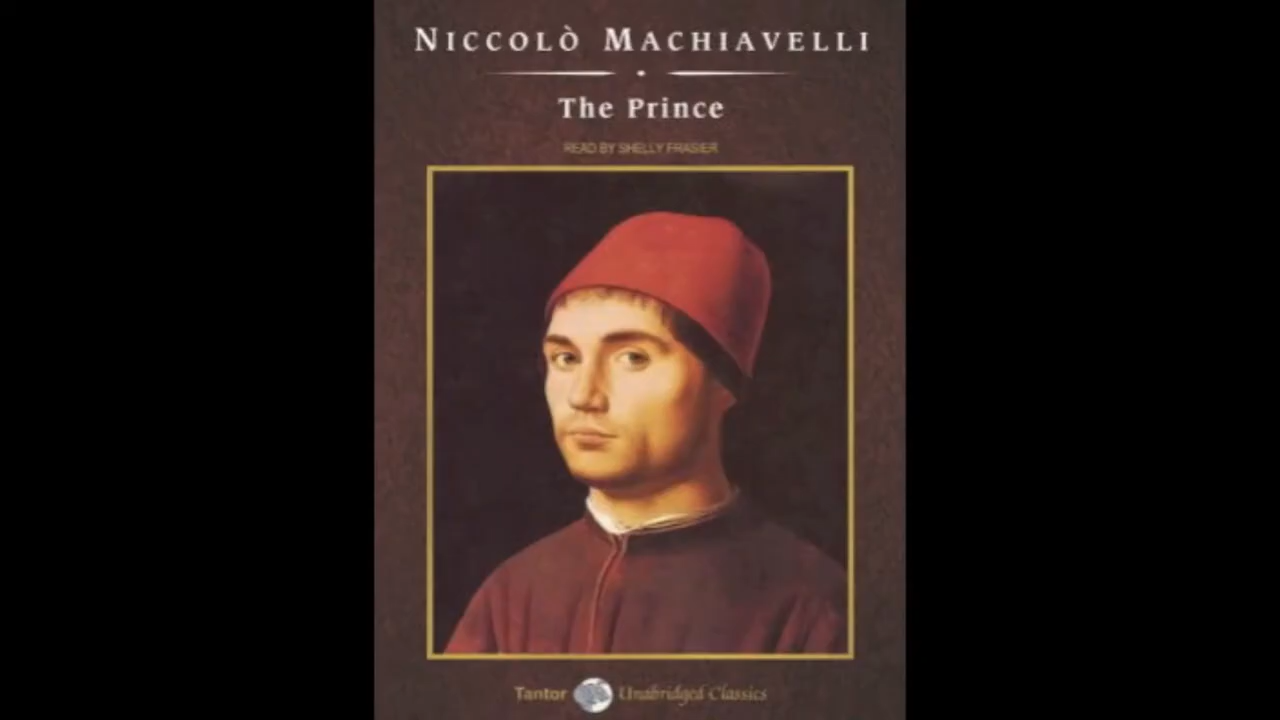 NICCOLÒ MACHIAVELLI
The Prince
READ BY SHELLY FRASIER
Tantor Unabridged Classics